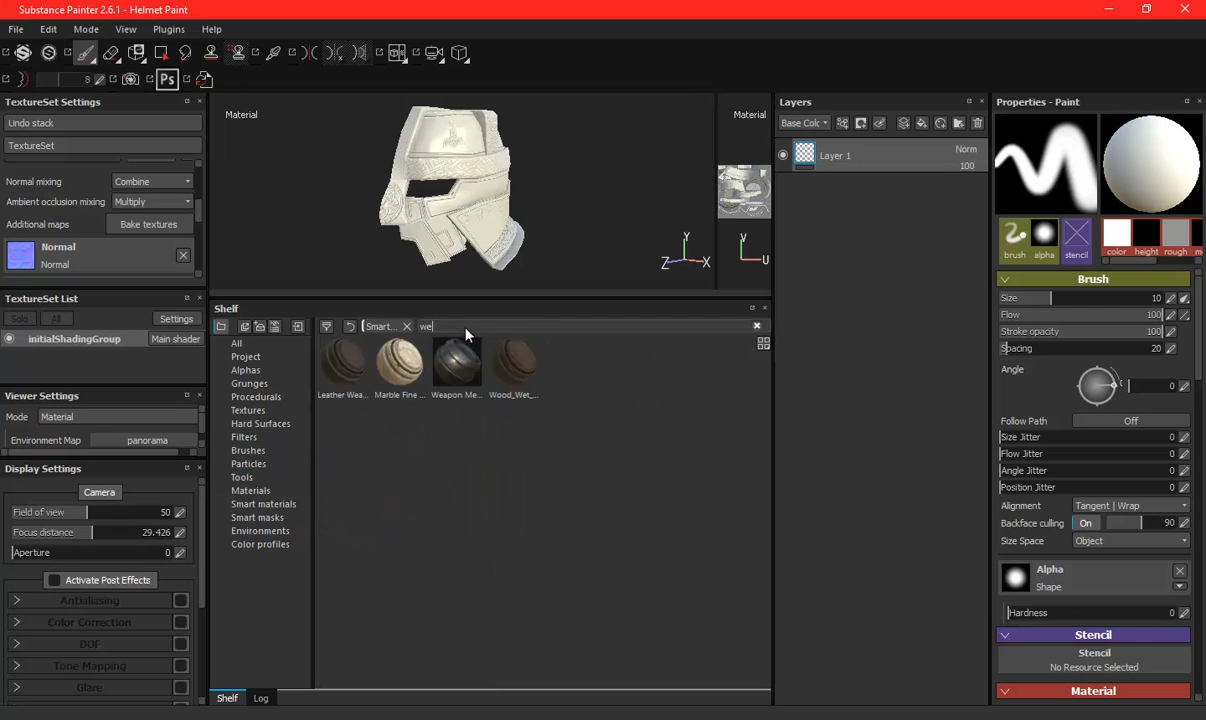 Substance Painter 2.6.1 - Helmet Paint
File Edit Mode View Plugins Help
8 Ps
TextureSet Settings
Undo stack
TextureSet
Normal mixing Combine
Ambient occlusion mixing Multiply
Additional maps Bake textures
Normal
Normal
TextureSet List
Solo All Settings
initialShadingGroup Main shader
Viewer Settings
Mode Material
Environment Map panorama
Display Settings
Camera
Field of view 50
Focus distance 29.426
Aperture 0
Activate Post Effects
Antialiasing
Color Correction
DOF
Tone Mapping
Glare
Material
Y
Z X
Material
V
U
Shelf
Smart... we
All
Project
Alphas
Grunges
Procedurals
Textures
Hard Surfaces
Filters
Brushes
Particles
Tools
Materials
Smart materials
Smart masks
Environments
Color profiles
Leather Wea... Marble Fine ... Weapon Me... Wood_Wet_...
Shelf Log
Layers
Base Colc
Layer 1 Norm
100
Properties - Paint
brush alpha stencil color height rough m
Brush
Size 10
Flow 100
Stroke opacity 100
Spacing 20
Angle 0
Follow Path Off
Size Jitter 0
Flow Jitter 0
Angle Jitter 0
Position Jitter 0
Alignment Tangent | Wrap
Backface culling On 90
Size Space Object
Alpha
Shape
Hardness 0
Stencil
Stencil
No Resource Selected
Material